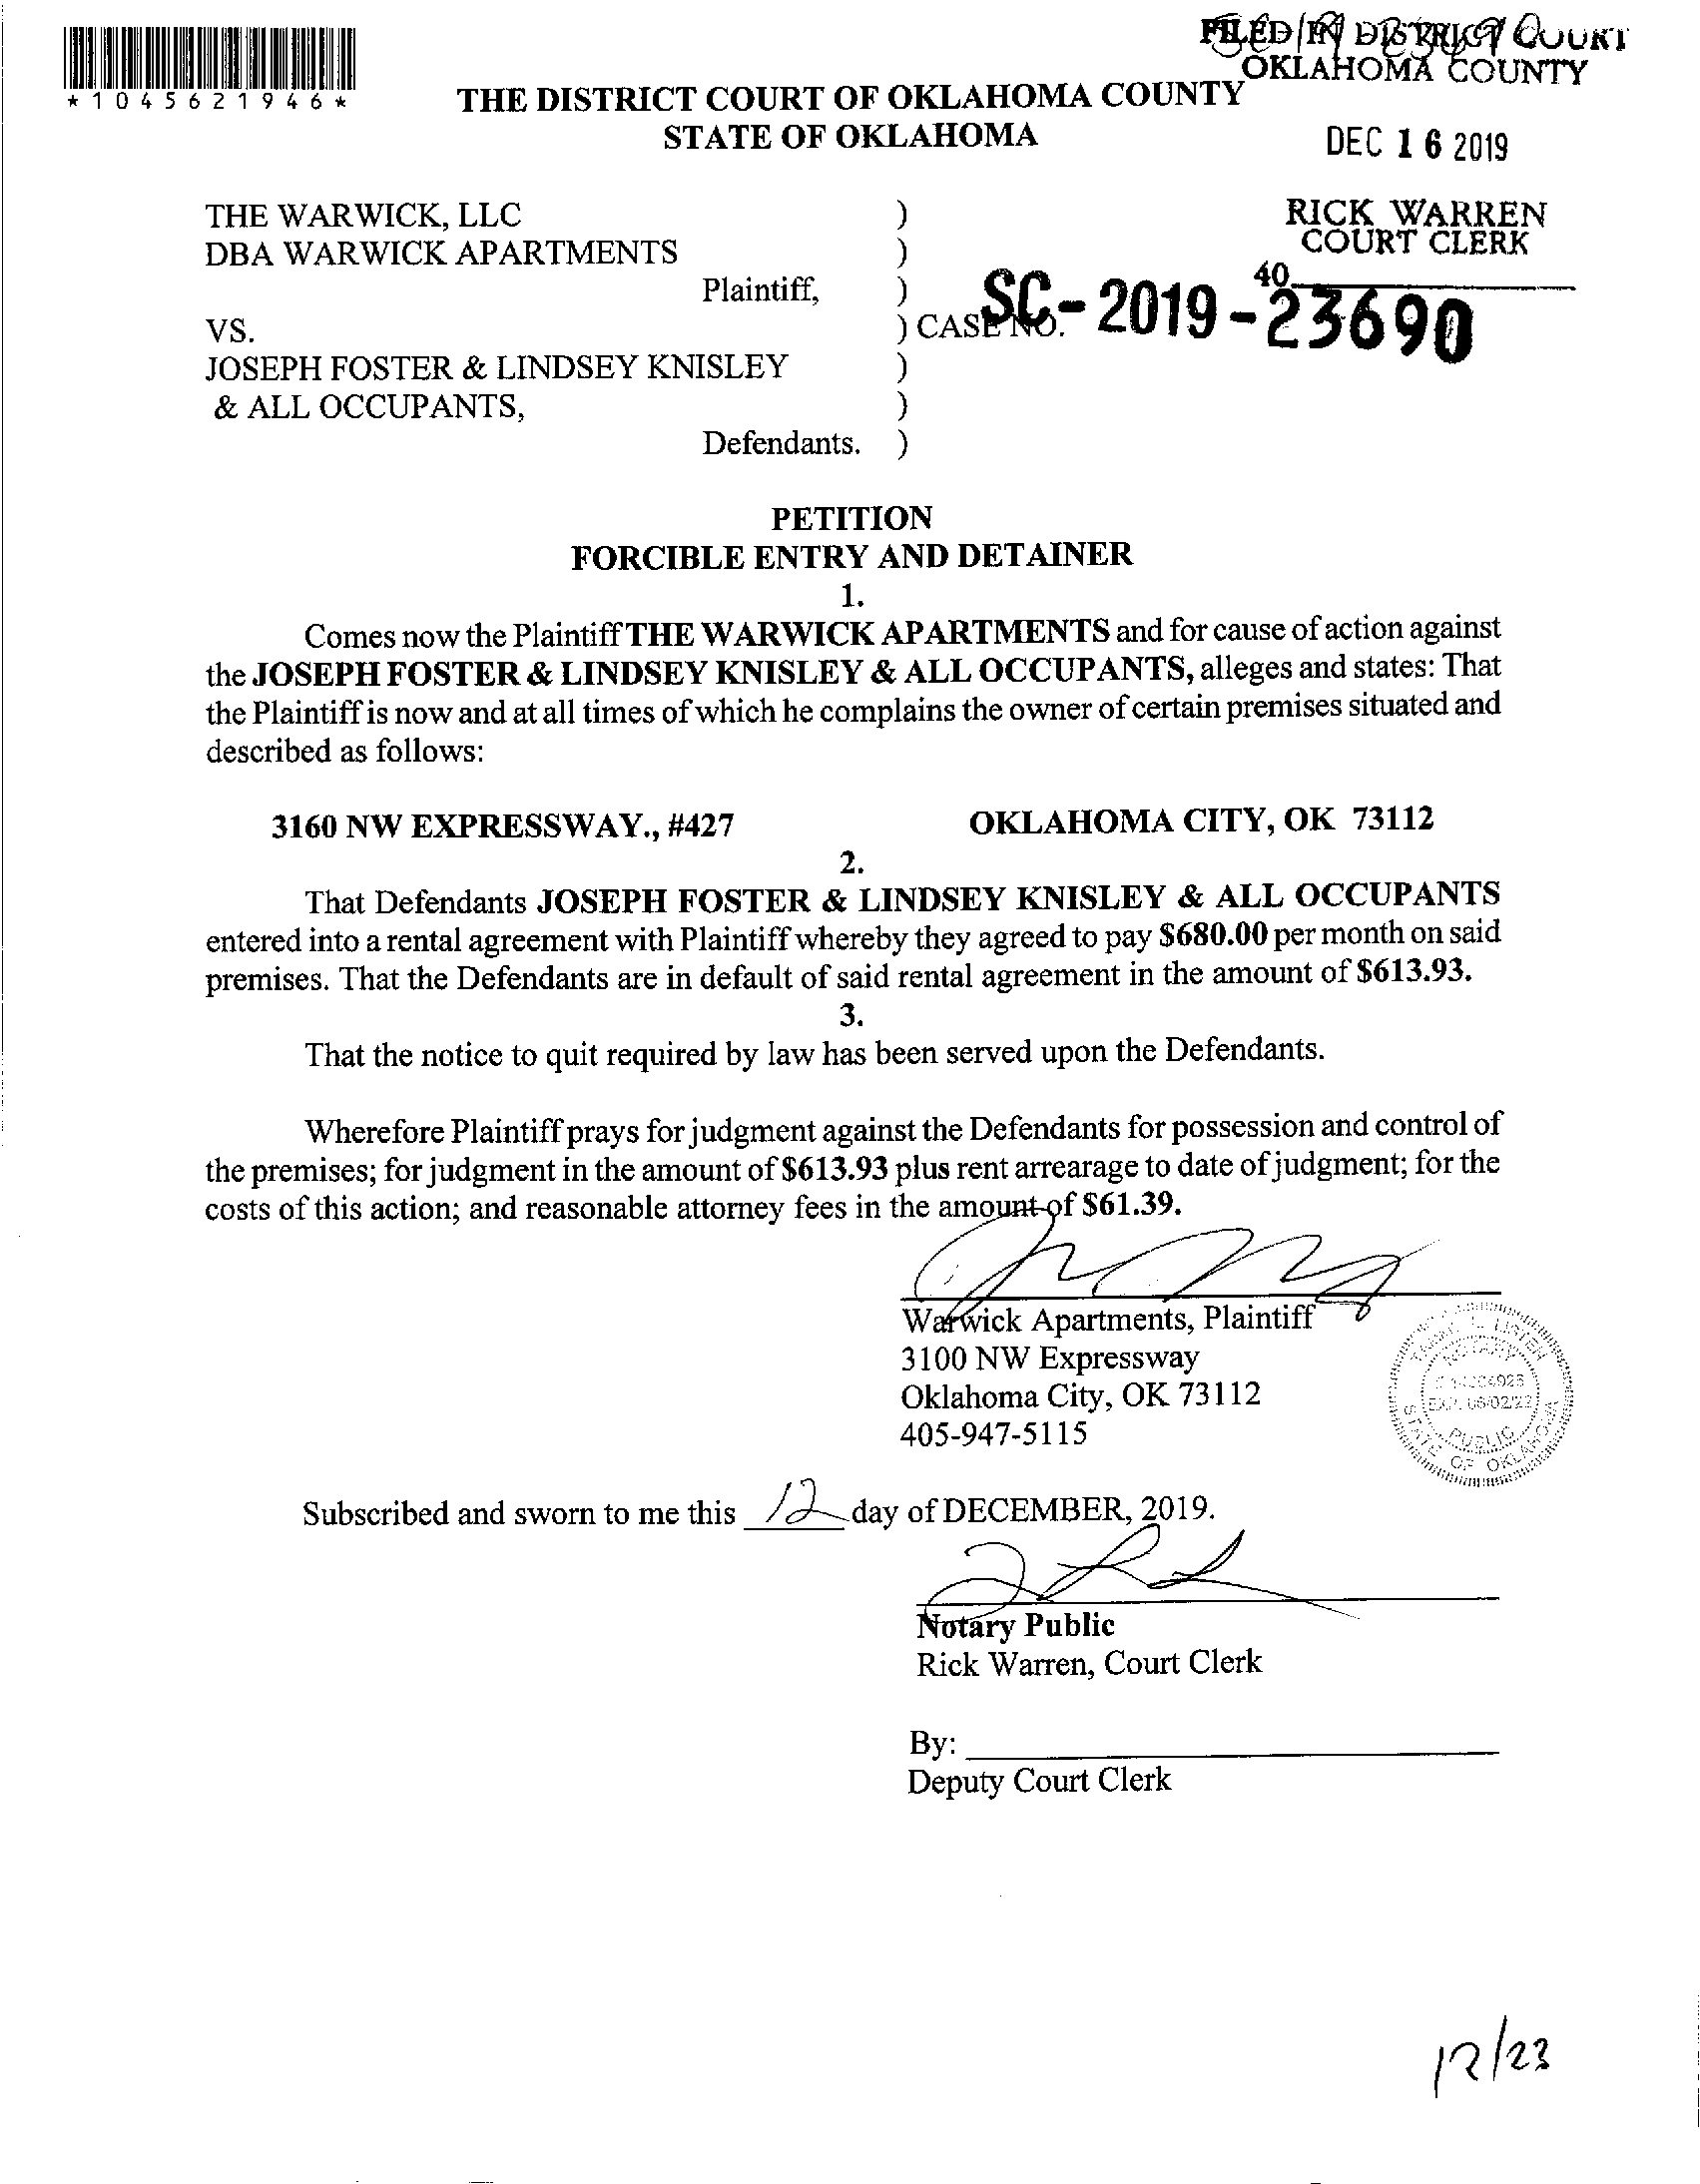 *1045621946*
FILED IN DISTRICT COURT
OKLAHOMA COUNTY
THE DISTRICT COURT OF OKLAHOMA COUNTY
STATE OF OKLAHOMA
DEC 16 2019
RICK WARREN
COURT CLERK
40
THE WARWICK, LLC )
DBA WARWICK APARTMENTS )
Plaintiff, )
VS. ) CASE NO. SC-2019-23690
JOSEPH FOSTER & LINDSEY KNISLEY )
& ALL OCCUPANTS, )
Defendants. )
PETITION
FORCIBLE ENTRY AND DETAINER
1.
Comes now the Plaintiff THE WARWICK APARTMENTS and for cause of action against
the JOSEPH FOSTER & LINDSEY KNISLEY & ALL OCCUPANTS, alleges and states: That
the Plaintiff is now and at all times of which he complains the owner of certain premises situated and
described as follows:
3160 NW EXPRESSWAY., #427 OKLAHOMA CITY, OK 73112
2.
That Defendants JOSEPH FOSTER & LINDSEY KNISLEY & ALL OCCUPANTS
entered into a rental agreement with Plaintiff whereby they agreed to pay $680.00 per month on said
premises. That the Defendants are in default of said rental agreement in the amount of $613.93.
3.
That the notice to quit required by law has been served upon the Defendants.
Wherefore Plaintiff prays for judgment against the Defendants for possession and control of
the premises; for judgment in the amount of $613.93 plus rent arrearage to date of judgment; for the
costs of this action; and reasonable attorney fees in the amount of $61.39.
Warwick Apartments, Plaintiff
3100 NW Expressway
Oklahoma City, OK 73112
405-947-5115
NOTARY
PUBLIC
STATE OF OKLAHOMA
Subscribed and sworn to me this 12 day of DECEMBER, 2019.
Notary Public
Rick Warren, Court Clerk
By:
Deputy Court Clerk
12/23